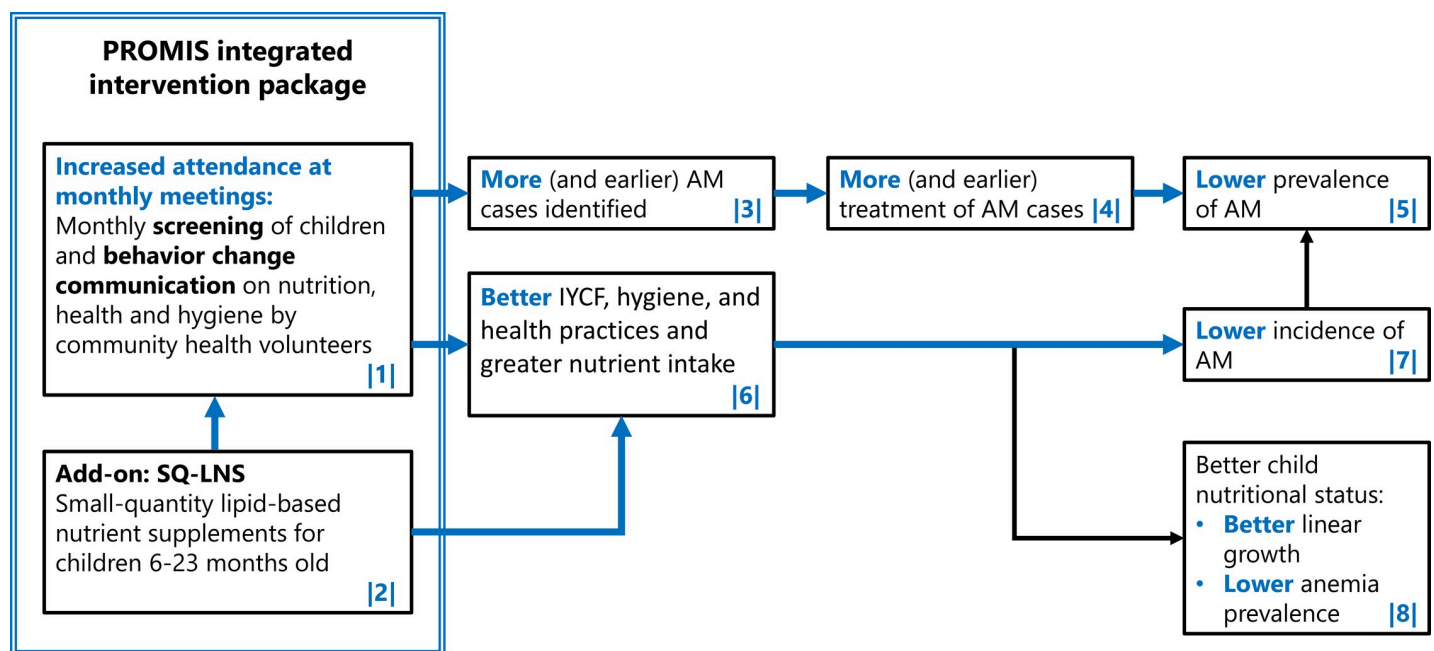 PROMIS integrated
intervention package
Increased attendance at
monthly meetings:
Monthly screening of children
and behavior change
communication on nutrition,
health and hygiene by
community health volunteers
|1|
Add-on: SQ-LNS
Small-quantity lipid-based
nutrient supplements for
children 6-23 months old
|2|
More (and earlier) AM
cases identified |3|
More (and earlier)
treatment of AM cases |4|
Lower prevalence
of AM |5|
Better IYCF, hygiene, and
health practices and
greater nutrient intake
|6|
Lower incidence of
AM |7|
Better child
nutritional status:
• Better linear
growth
• Lower anemia
prevalence |8|